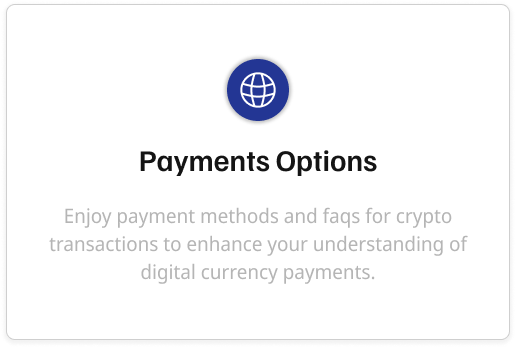 Payments Options
Enjoy payment methods and faqs for crypto
transactions to enhance your understanding of
digital currency payments.